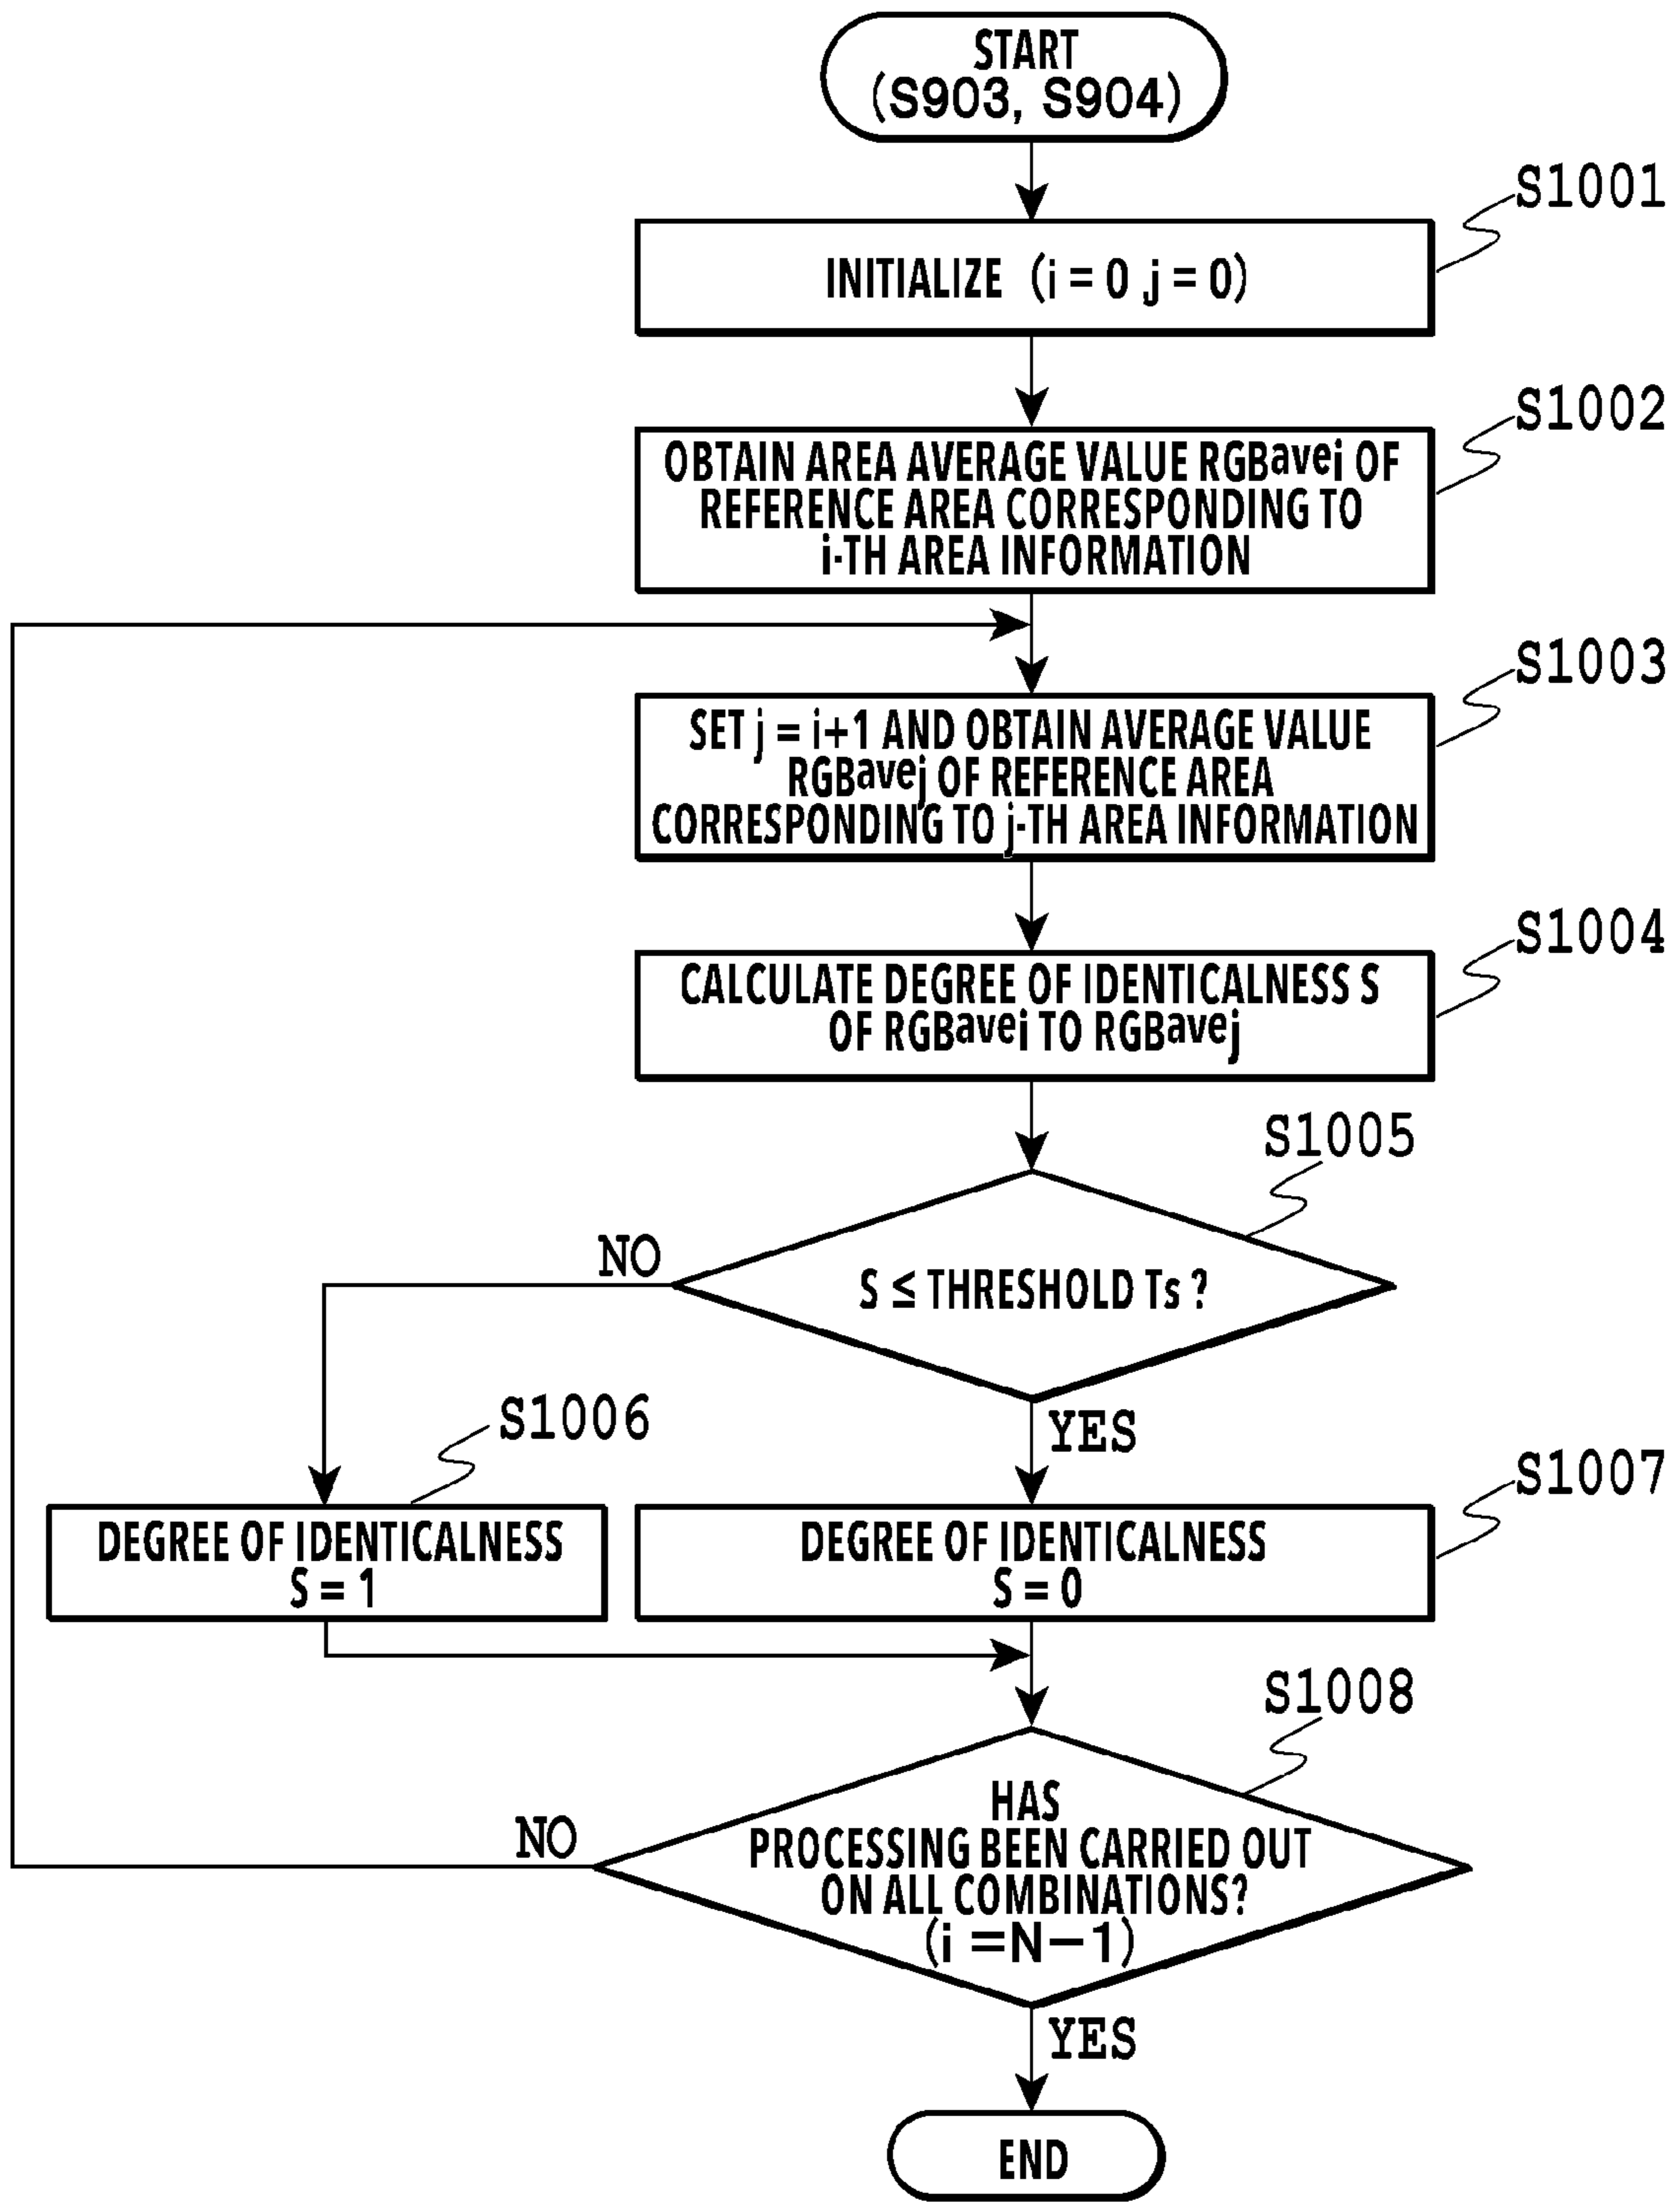 START
(S903, S904)
S1001
INITIALIZE (i = 0 ,j = 0)
S1002
OBTAIN AREA AVERAGE VALUE RGBavei OF
REFERENCE AREA CORRESPONDING TO
i-TH AREA INFORMATION
S1003
SET j = i+1 AND OBTAIN AVERAGE VALUE
RGBavej OF REFERENCE AREA
CORRESPONDING TO j-TH AREA INFORMATION
S1004
CALCULATE DEGREE OF IDENTICALNESS S
OF RGBavei TO RGBavej
S1005
NO
S ≤ THRESHOLD Ts ?
YES
S1006
DEGREE OF IDENTICALNESS
S = 1
S1007
DEGREE OF IDENTICALNESS
S = 0
S1008
NO
HAS
PROCESSING BEEN CARRIED OUT
ON ALL COMBINATIONS?
(i =N−1)
YES
END